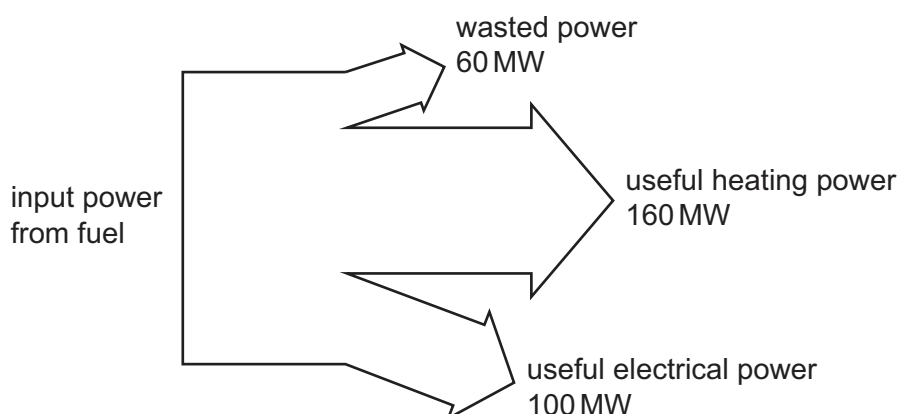 wasted power
60 MW
input power
from fuel
useful heating power
160 MW
useful electrical power
100 MW